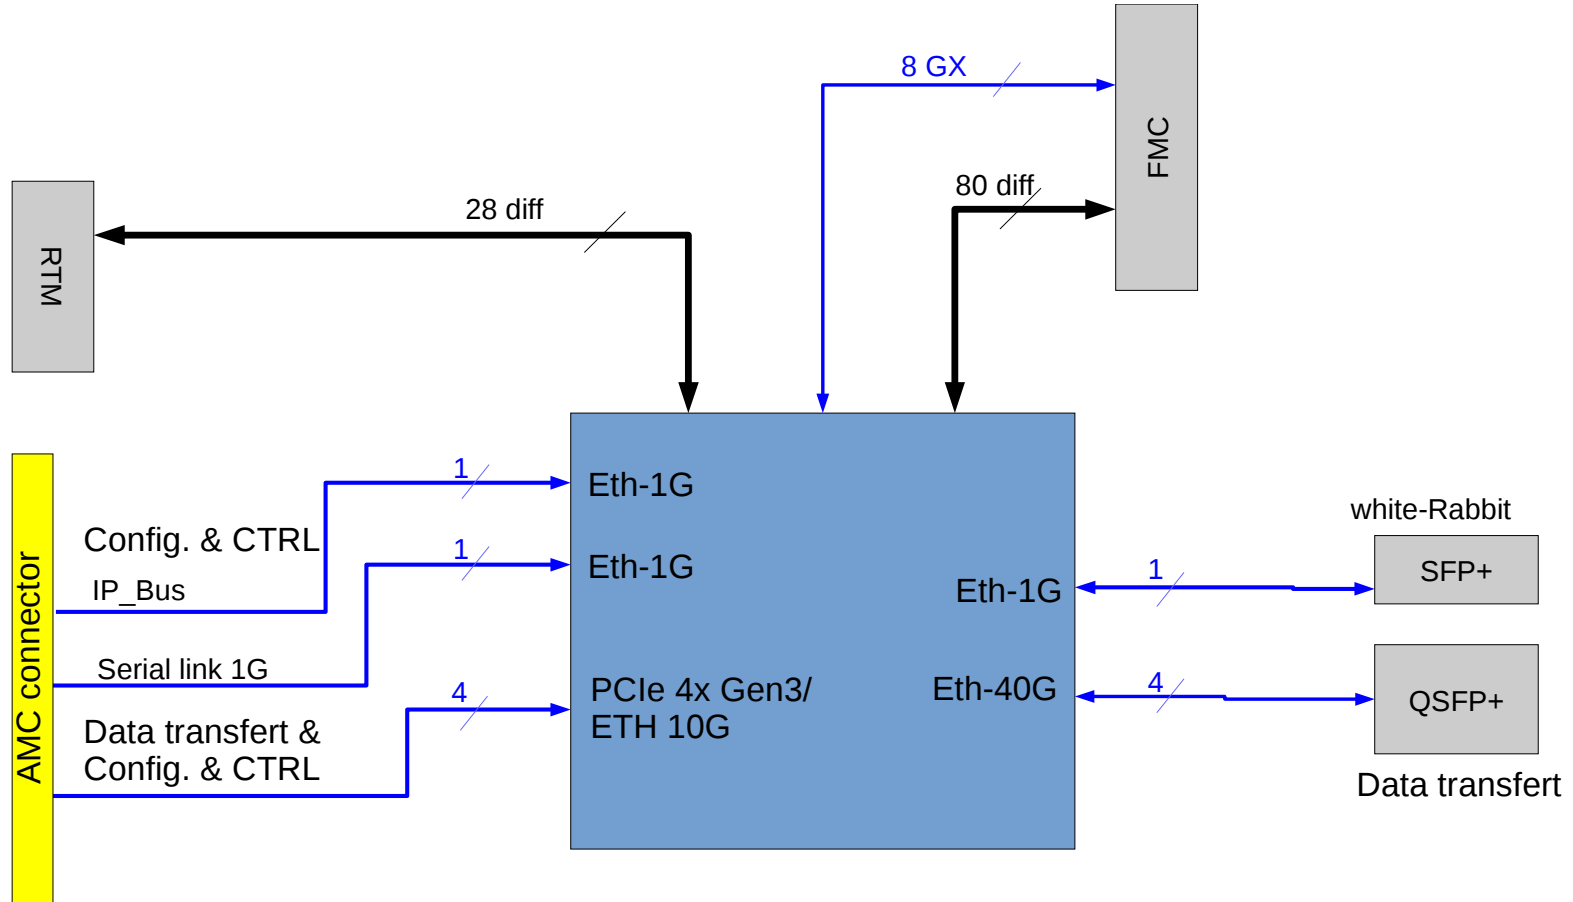 8 GX
FMC
80 diff
28 diff
RTM
AMC connector
Config. & CTRL
IP_Bus
1
Eth-1G
Serial link 1G
1
Eth-1G
Data transfert &
Config. & CTRL
4
PCIe 4x Gen3/
ETH 10G
Eth-1G
1
white-Rabbit
SFP+
Eth-40G
4
QSFP+
Data transfert